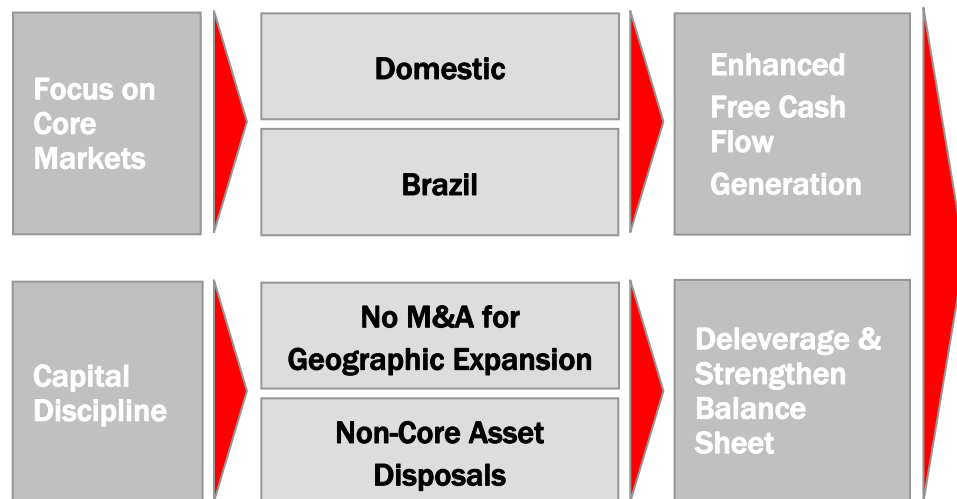 Focus on
Core
Markets
Domestic
Brazil
Enhanced
Free Cash
Flow
Generation
Capital
Discipline
No M&A for
Geographic Expansion
Non-Core Asset
Disposals
Deleverage &
Strengthen
Balance
Sheet